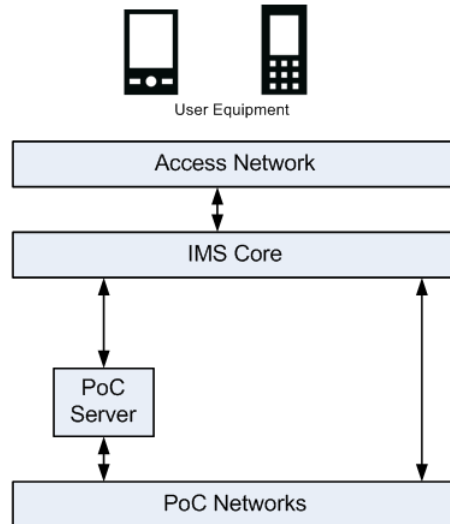 User Equipment
Access Network
IMS Core
PoC
Server
PoC Networks